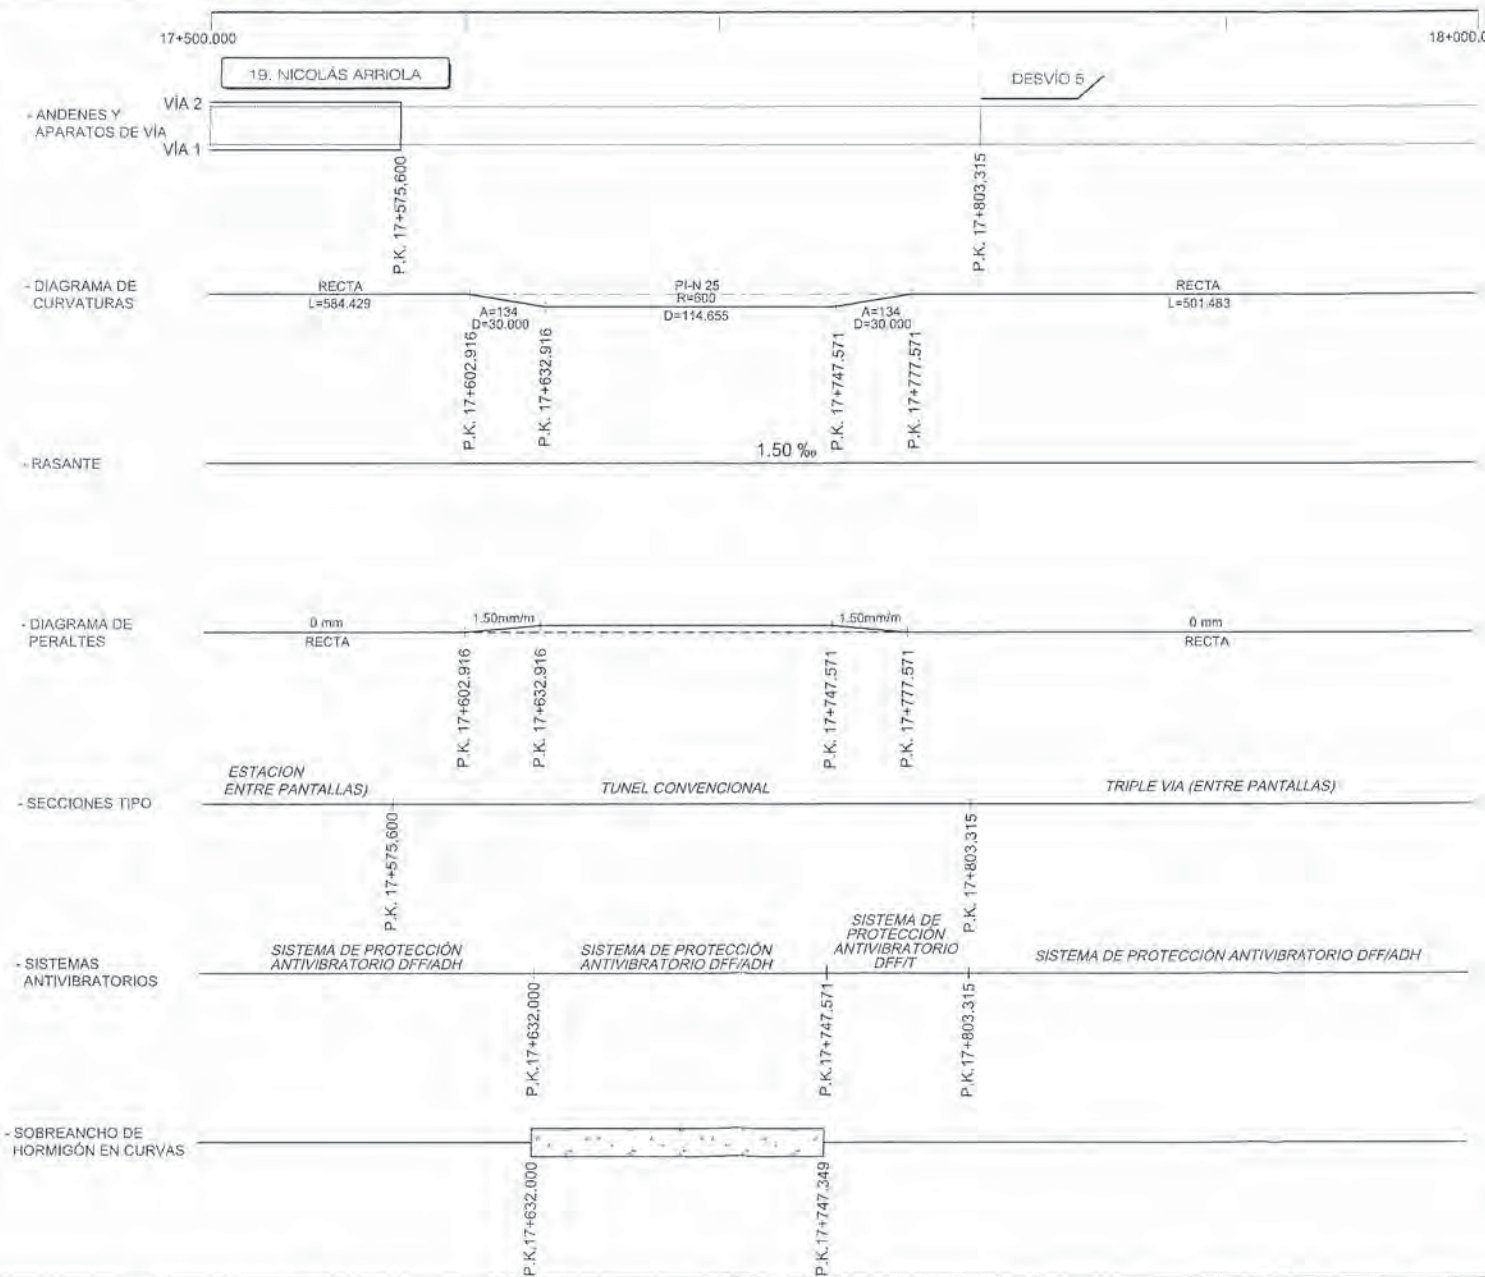 17+500.000
18+000.0
19. NICOLÁS ARRIOLA
DESVÍO 5
- ANDENES Y
APARATOS DE VÍA
VÍA 2
VÍA 1
P.K. 17+575,600
P.K. 17+803,315
- DIAGRAMA DE
CURVATURAS
RECTA
L=584.429
A=134
D=30.000
PI-N 25
R=600
D=114.655
A=134
D=30.000
RECTA
L=501.483
P.K. 17+602.916
P.K. 17+632.916
P.K. 17+747.571
P.K. 17+777.571
- RASANTE
1.50 ‰
- DIAGRAMA DE
PERALTES
0 mm
RECTA
1.50mm/m
1.50mm/m
0 mm
RECTA
P.K. 17+602.916
P.K. 17+632.916
P.K. 17+747.571
P.K. 17+777.571
- SECCIONES TIPO
ESTACION
ENTRE PANTALLAS)
TUNEL CONVENCIONAL
TRIPLE VIA (ENTRE PANTALLAS)
P.K. 17+575,600
P.K. 17+803.315
- SISTEMAS
ANTIVIBRATORIOS
SISTEMA DE PROTECCIÓN
ANTIVIBRATORIO DFF/ADH
SISTEMA DE PROTECCIÓN
ANTIVIBRATORIO DFF/ADH
SISTEMA DE
PROTECCIÓN
ANTIVIBRATORIO
DFF/T
SISTEMA DE PROTECCIÓN ANTIVIBRATORIO DFF/ADH
P.K.17+632.000
P.K.17+747.571
P.K.17+803.315
- SOBREANCHO DE
HORMIGÓN EN CURVAS
P.K.17+632.000
P.K.17+747.349